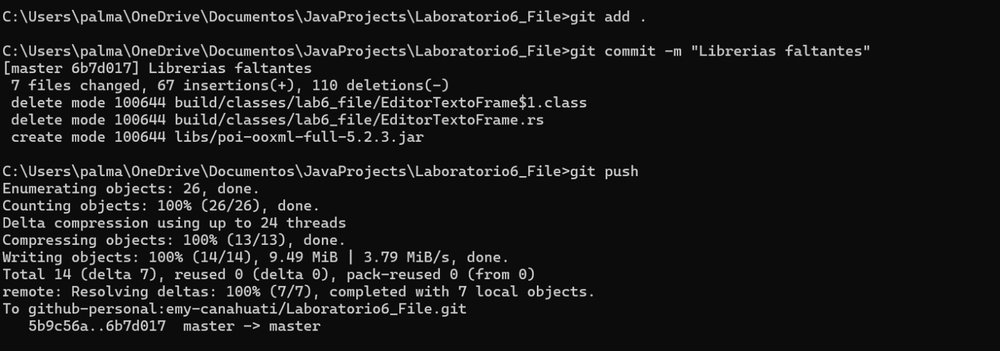 C:\Users\palma\OneDrive\Documentos\JavaProjects\Laboratorio6_File>git add .
C:\Users\palma\OneDrive\Documentos\JavaProjects\Laboratorio6_File>git commit -m "Librerias faltantes"
[master 6b7d017] Librerias faltantes
 7 files changed, 67 insertions(+), 110 deletions(-)
 delete mode 100644 build/classes/lab6_file/EditorTextoFrame$1.class
 delete mode 100644 build/classes/lab6_file/EditorTextoFrame.rs
 create mode 100644 libs/poi-ooxml-full-5.2.3.jar
C:\Users\palma\OneDrive\Documentos\JavaProjects\Laboratorio6_File>git push
Enumerating objects: 26, done.
Counting objects: 100% (26/26), done.
Delta compression using up to 24 threads
Compressing objects: 100% (13/13), done.
Writing objects: 100% (14/14), 9.49 MiB | 3.79 MiB/s, done.
Total 14 (delta 7), reused 0 (delta 0), pack-reused 0 (from 0)
remote: Resolving deltas: 100% (7/7), completed with 7 local objects.
To github-personal:emy-canahuati/Laboratorio6_File.git
   5b9c56a..6b7d017  master -> master